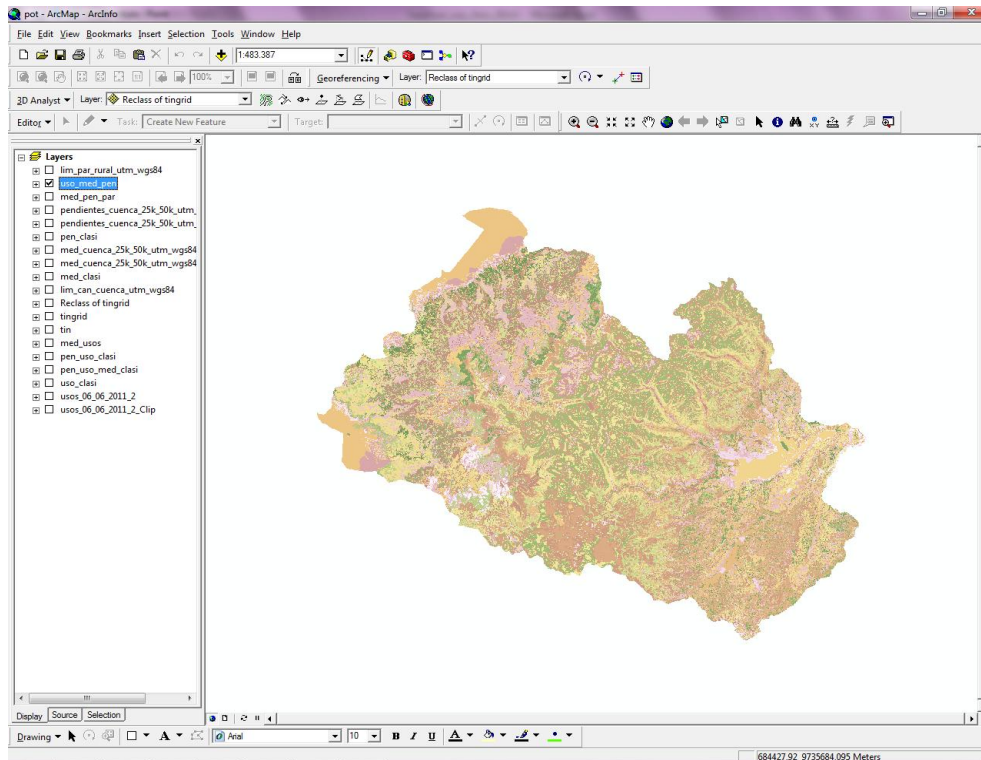 pot - ArcMap - ArcInfo
File Edit View Bookmarks Insert Selection Tools Window Help
1:483.387
100% Georeferencing Layer: Reclass of tingrid
3D Analyst Layer: Reclass of tingrid
Editor Task: Create New Feature Target:
Layers
lim_par_rural_utm_wgs84
uso_med_pen
med_pen_par
pendientes_cuenca_25k_50k_utm_
pendientes_cuenca_25k_50k_utm_
pen_clasi
med_cuenca_25k_50k_utm_wgs84
med_cuenca_25k_50k_utm_wgs84
med_clasi
lim_can_cuenca_utm_wgs84
Reclass of tingrid
tingrid
tin
med_usos
pen_uso_clasi
pen_uso_med_clasi
uso_clasi
usos_06_06_2011_2
usos_06_06_2011_2_Clip
Display Source Selection
Drawing A Arial 10 B I U A
684427.92 9735684.095 Meters